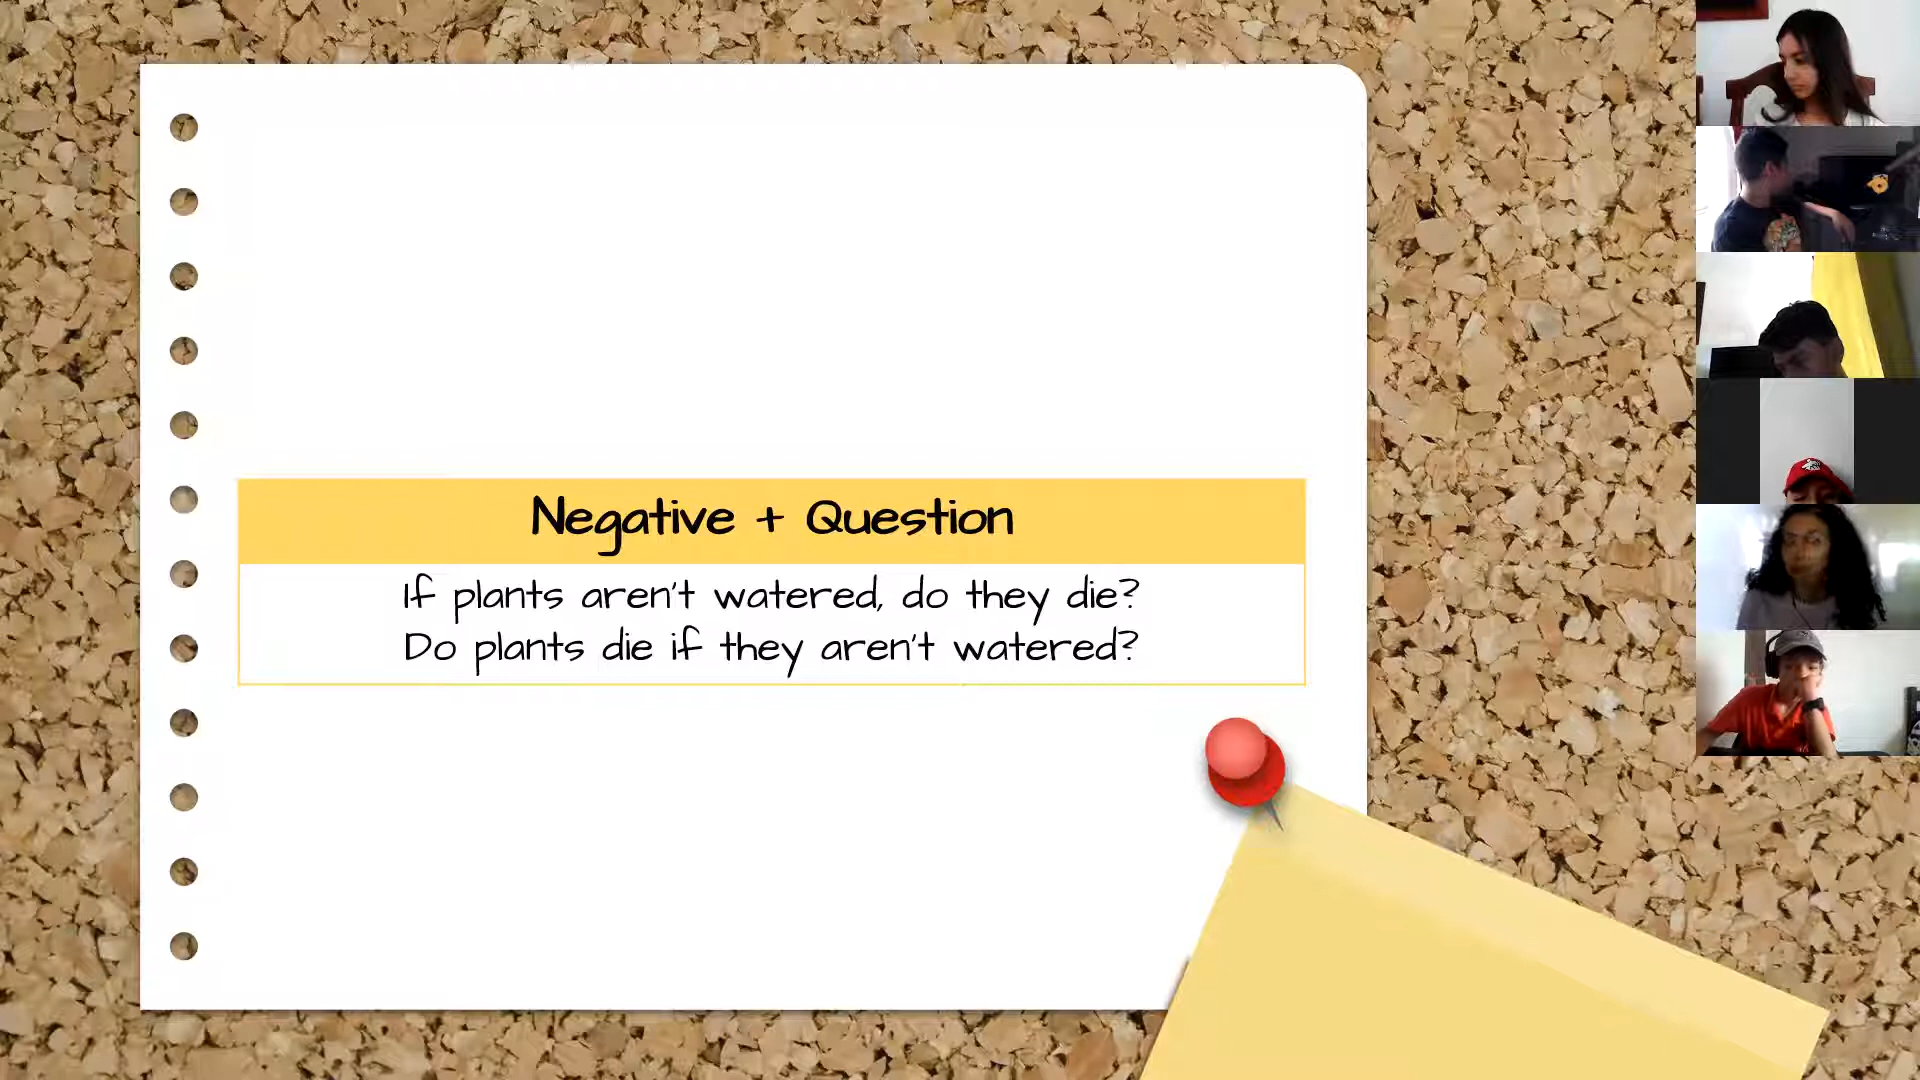 Negative + Question
If plants aren't watered, do they die?
Do plants die if they aren't watered?